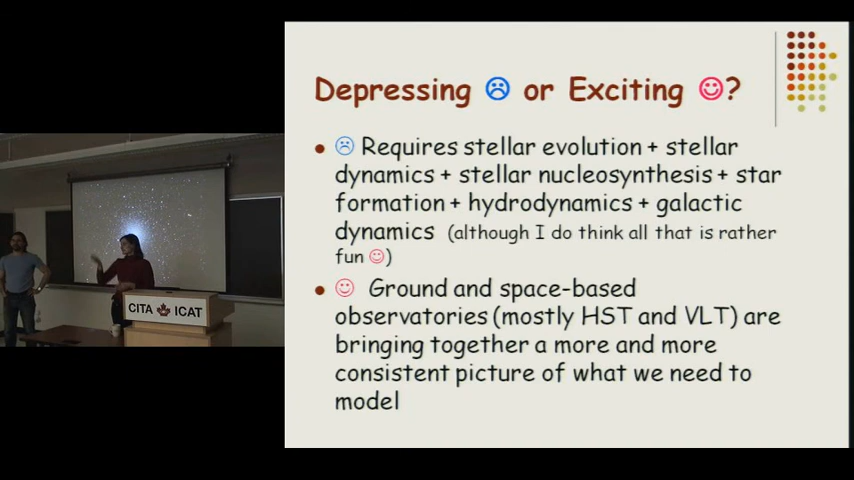 Depressing ☹ or Exciting ☺?
☹ Requires stellar evolution + stellar
dynamics + stellar nucleosynthesis + star
formation + hydrodynamics + galactic
dynamics (although I do think all that is rather
fun ☺)
☺ Ground and space-based
observatories (mostly HST and VLT) are
bringing together a more and more
consistent picture of what we need to
model
CITA ICAT